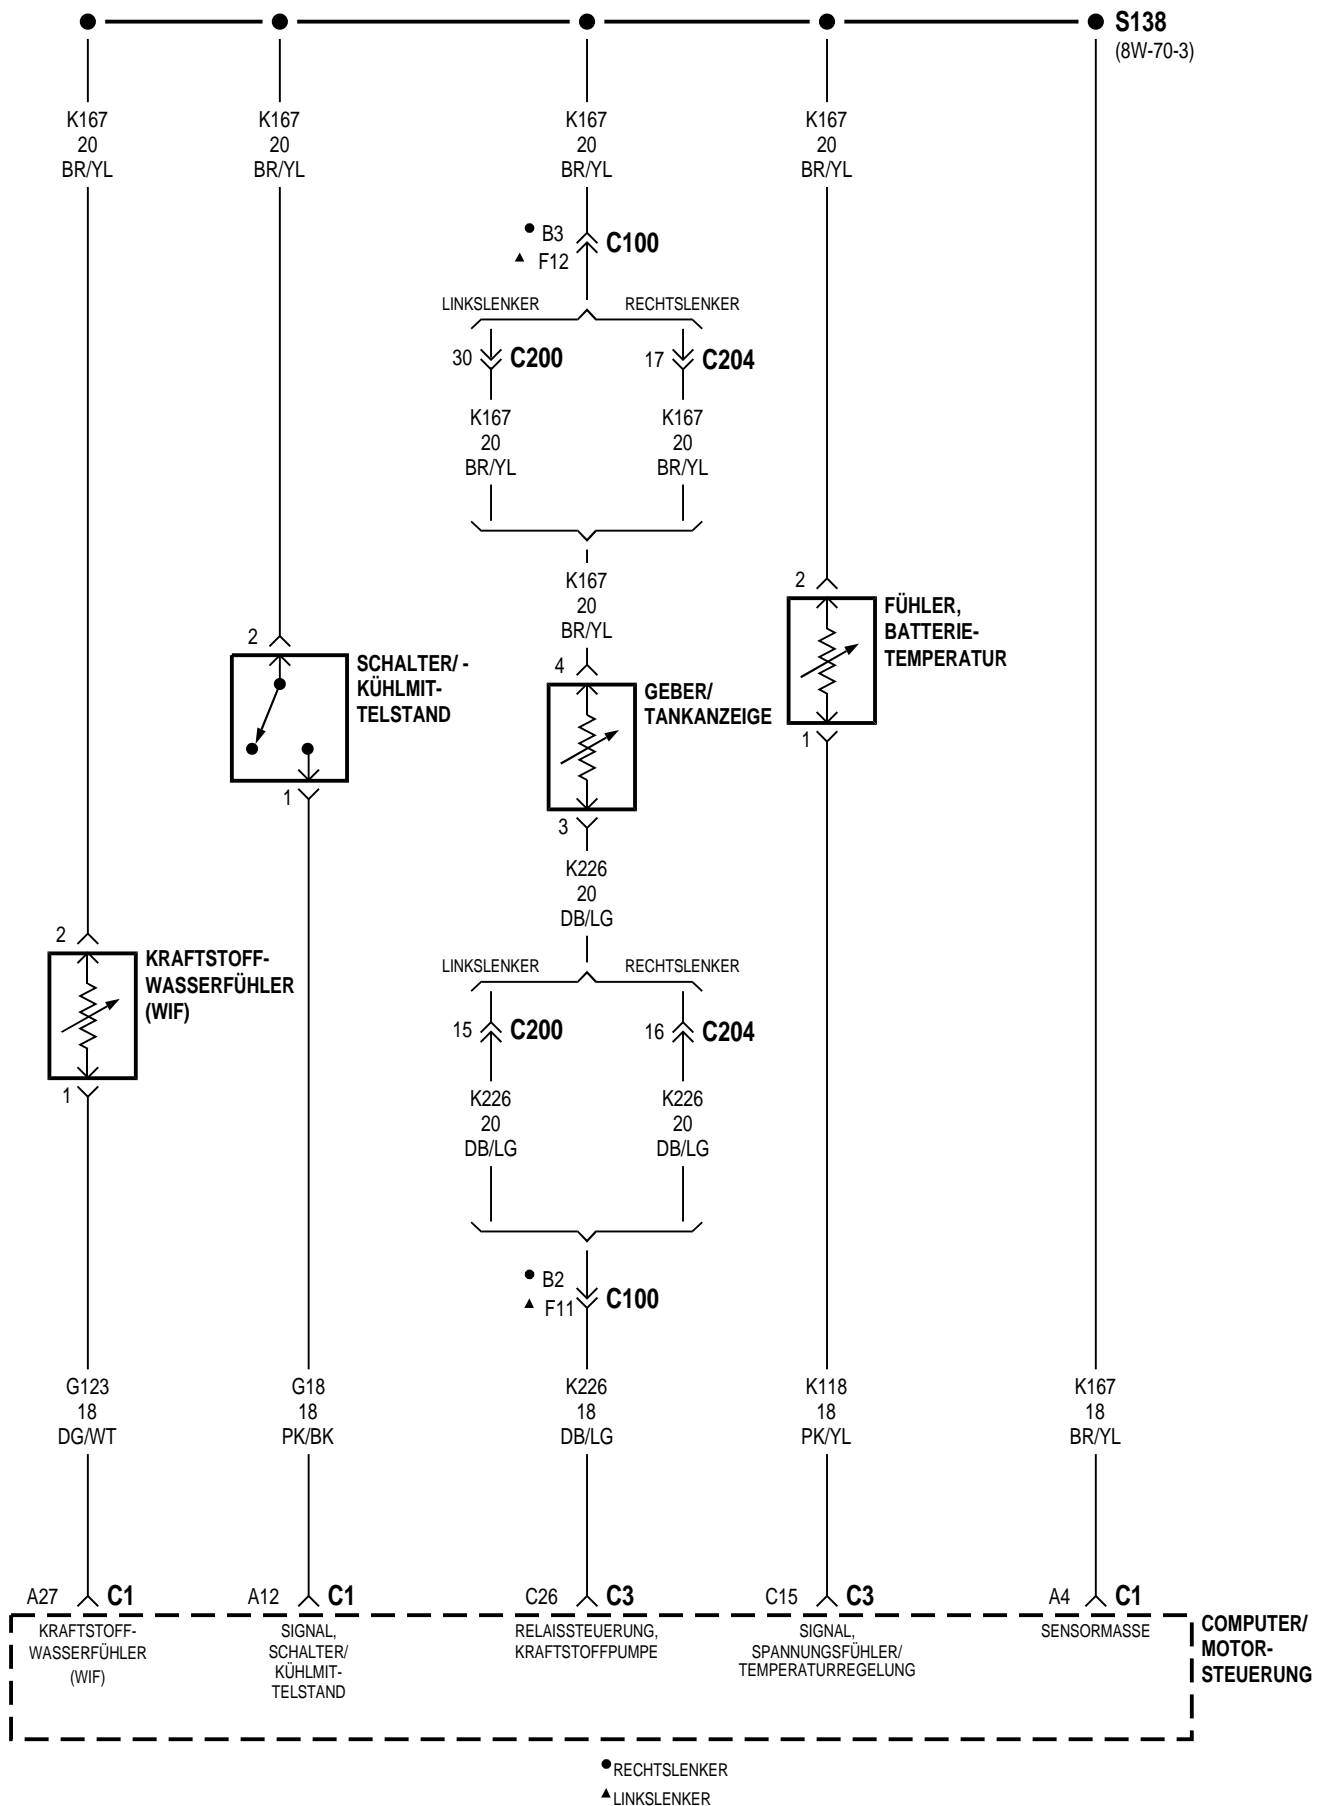 S138
(8W-70-3)
K167
20
BR/YL
K167
20
BR/YL
K167
20
BR/YL
K167
20
BR/YL
● B3
▲ F12
C100
LINKSLENKER
RECHTSLENKER
30
C200
17
C204
K167
20
BR/YL
K167
20
BR/YL
K167
20
BR/YL
2
FÜHLER,
BATTERIE-
TEMPERATUR
1
2
SCHALTER/ -
KÜHLMIT-
TELSTAND
1
4
GEBER/
TANKANZEIGE
3
K226
20
DB/LG
2
KRAFTSTOFF-
WASSERFÜHLER
(WIF)
1
LINKSLENKER
RECHTSLENKER
15
C200
16
C204
K226
20
DB/LG
K226
20
DB/LG
● B2
▲ F11
C100
G123
18
DG/WT
G18
18
PK/BK
K226
18
DB/LG
K118
18
PK/YL
K167
18
BR/YL
A27
C1
A12
C1
C26
C3
C15
C3
A4
C1
KRAFTSTOFF-
WASSERFÜHLER
(WIF)
SIGNAL,
SCHALTER/
KÜHLMIT-
TELSTAND
RELAISSTEUERUNG,
KRAFTSTOFFPUMPE
SIGNAL,
SPANNUNGSFÜHLER/
TEMPERATURREGELUNG
SENSORMASSE
COMPUTER/
MOTOR-
STEUERUNG
● RECHTSLENKER
▲ LINKSLENKER